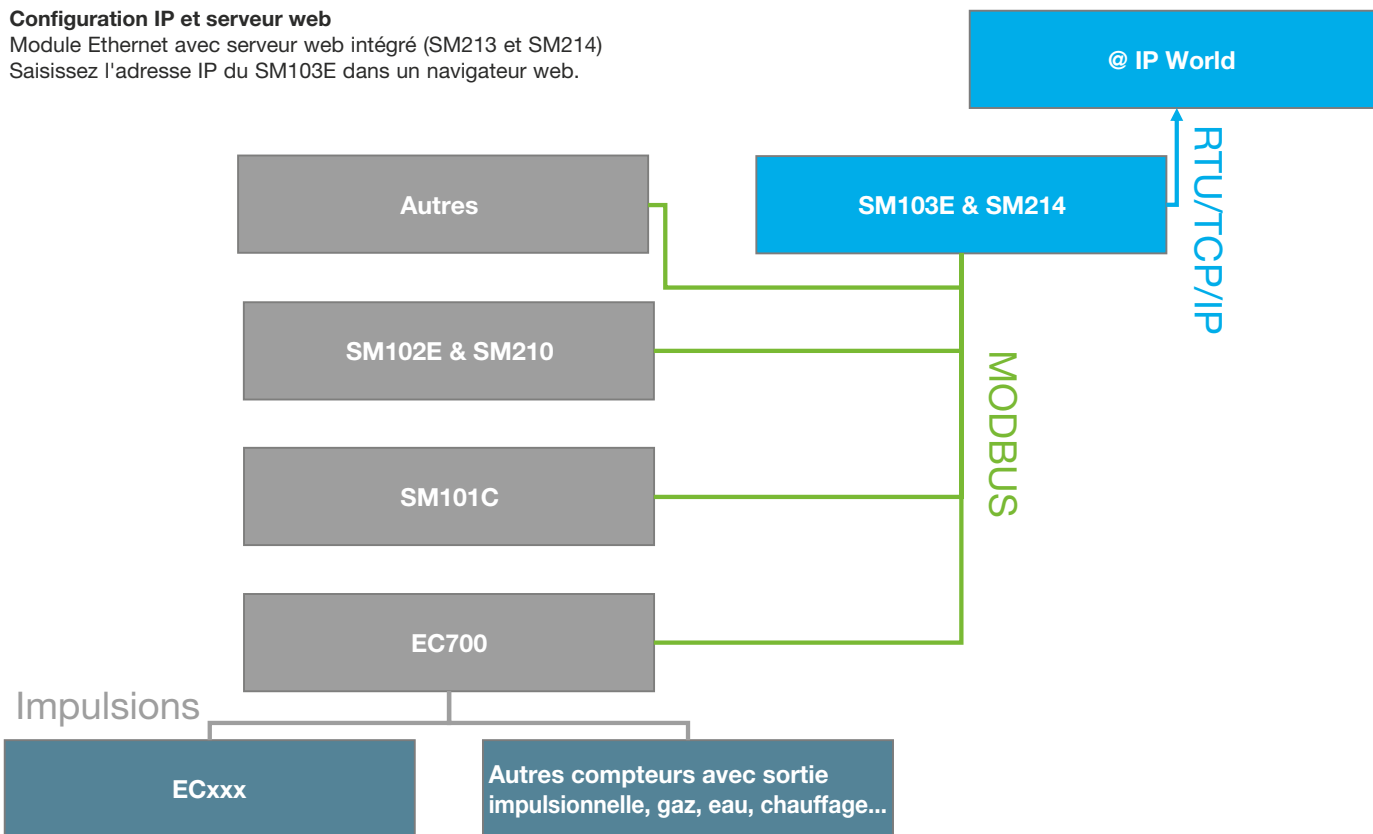 Configuration IP et serveur web
Module Ethernet avec serveur web intégré (SM213 et SM214)
Saisissez l'adresse IP du SM103E dans un navigateur web.
@ IP World
RTU/TCP/IP
Autres
SM103E & SM214
SM102E & SM210
MODBUS
SM101C
EC700
Impulsions
ECxxx
Autres compteurs avec sortie
impulsionnelle, gaz, eau, chauffage...